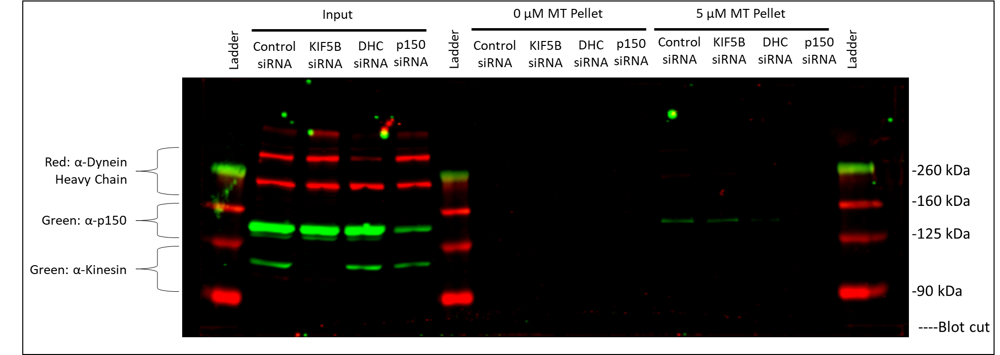 Input
0 µM MT Pellet
5 µM MT Pellet
Ladder
Control
siRNA
KIF5B
siRNA
DHC
siRNA
p150
siRNA
Ladder
Control
siRNA
KIF5B
siRNA
DHC
siRNA
p150
siRNA
Control
siRNA
KIF5B
siRNA
DHC
siRNA
p150
siRNA
Ladder
Red: α-Dynein
Heavy Chain
Green: α-p150
Green: α-Kinesin
-260 kDa
-160 kDa
-125 kDa
-90 kDa
----Blot cut